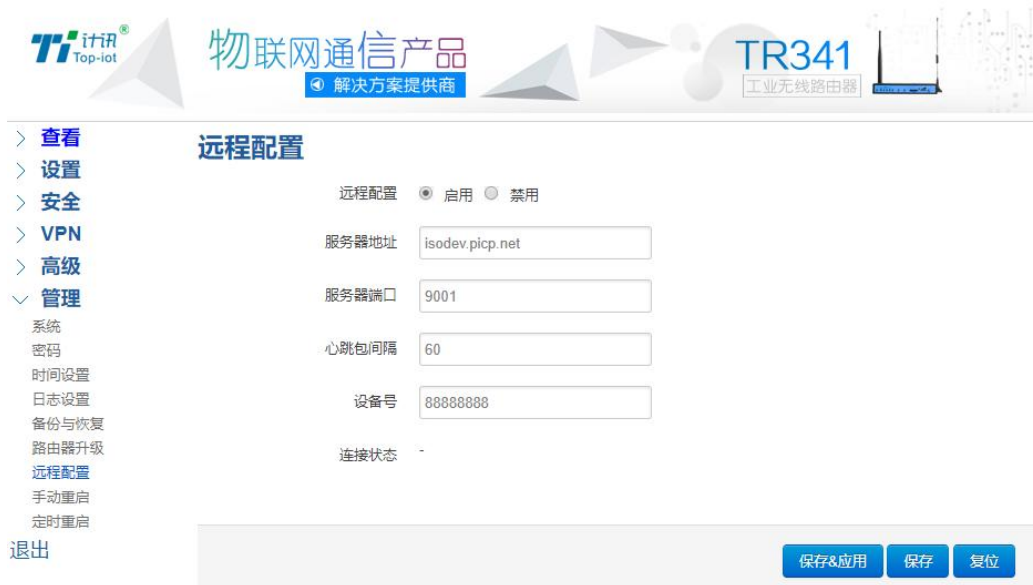 计讯®
Top-iot
物联网通信产品
解决方案提供商
TR341
工业无线路由器
查看
设置
安全
VPN
高级
管理
系统
密码
时间设置
日志设置
备份与恢复
路由器升级
远程配置
手动重启
定时重启
退出
远程配置
远程配置 启用 禁用
服务器地址 isodev.picp.net
服务器端口 9001
心跳包间隔 60
设备号 88888888
连接状态 -
保存&应用 保存 复位